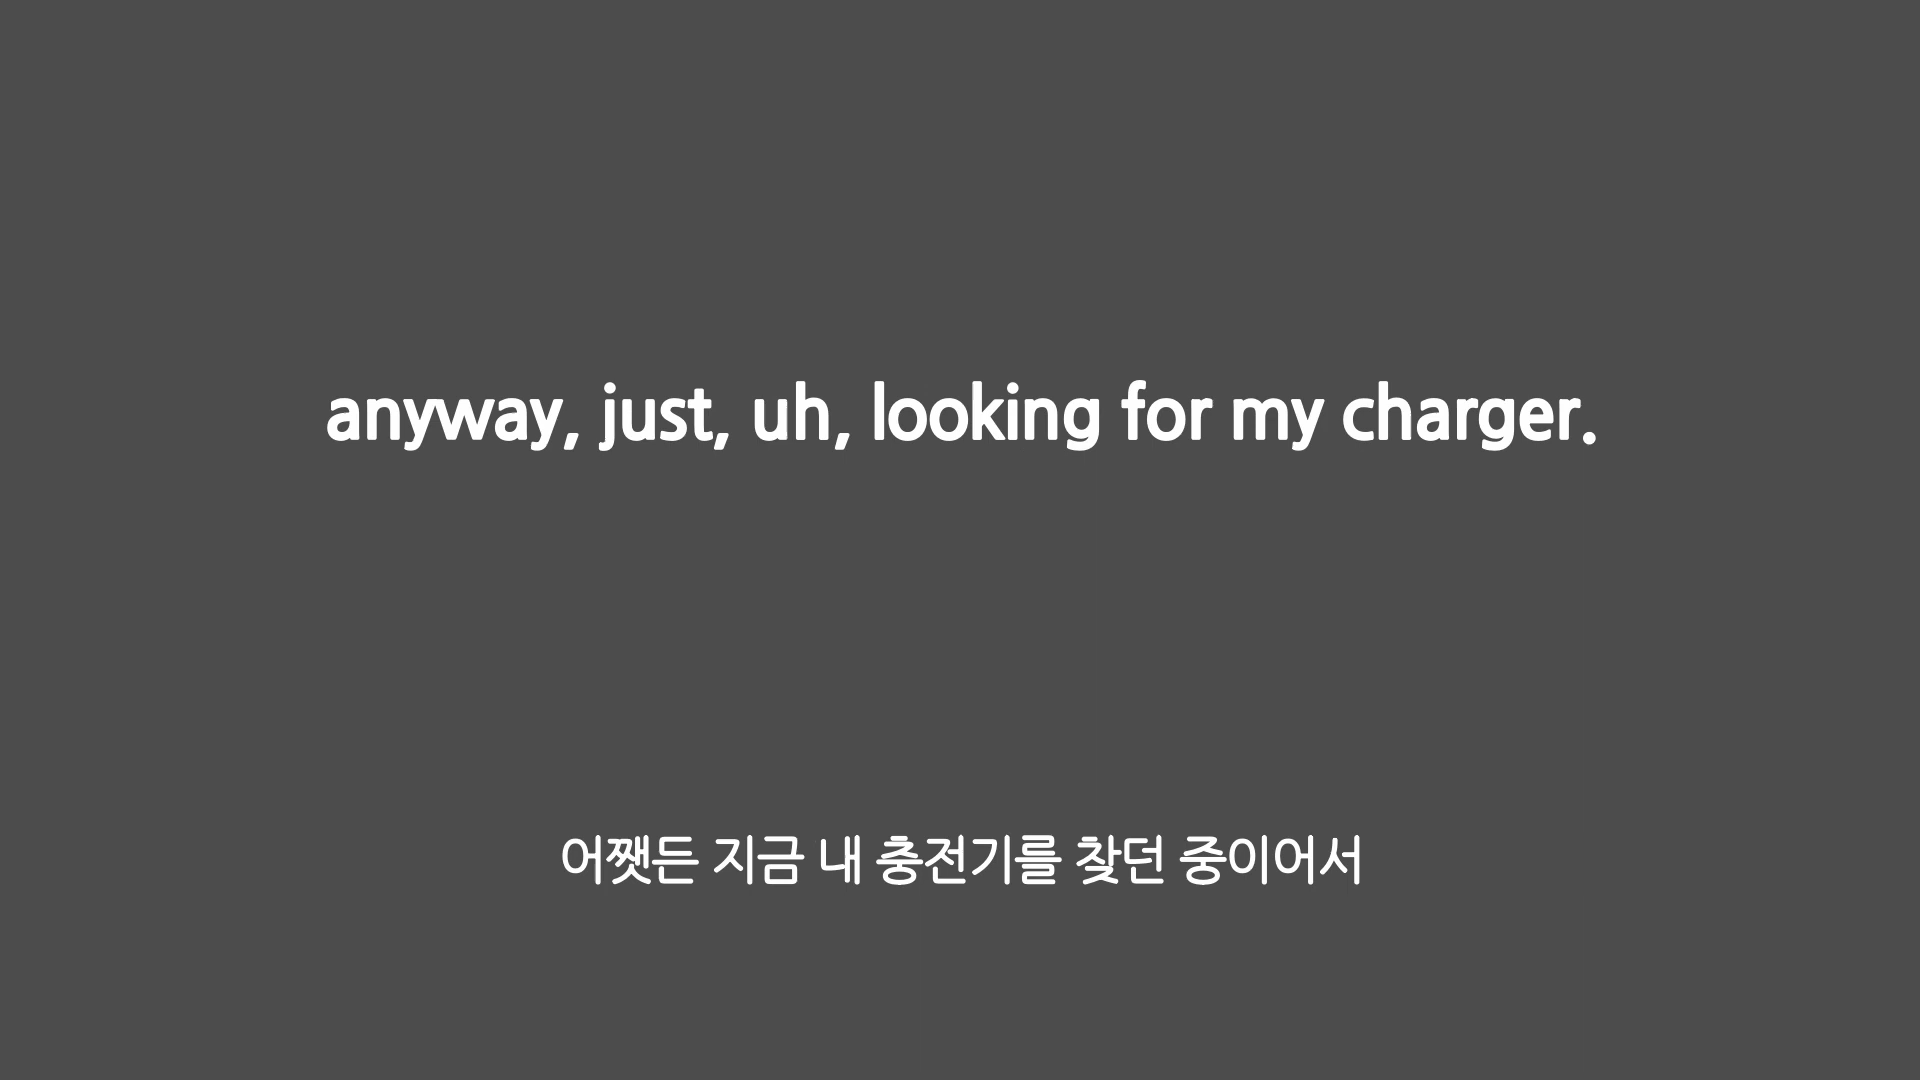 anyway, just, uh, looking for my charger.
어쨋든 지금 내 충전기를 찾던 중이어서